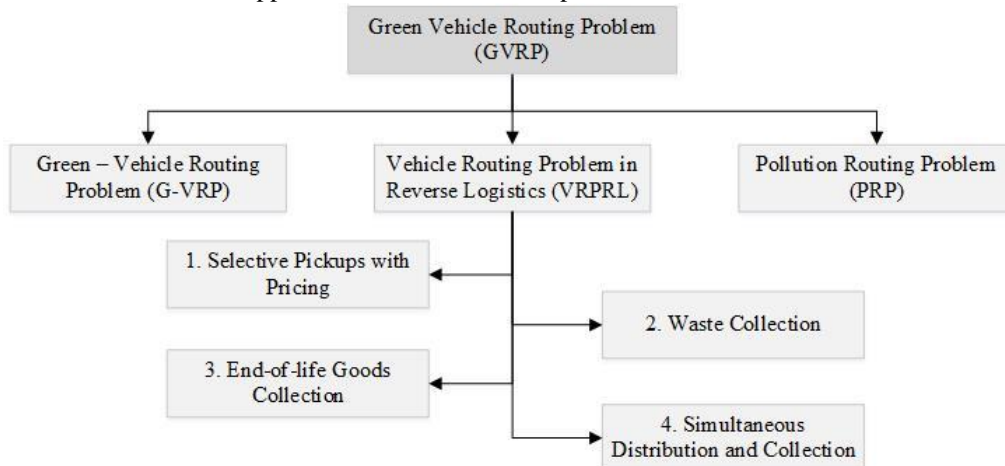 Green Vehicle Routing Problem
(GVRP)
Green – Vehicle Routing
Problem (G-VRP)
Vehicle Routing Problem in
Reverse Logistics (VRPRL)
Pollution Routing Problem
(PRP)
1. Selective Pickups with
Pricing
2. Waste Collection
3. End-of-life Goods
Collection
4. Simultaneous
Distribution and Collection